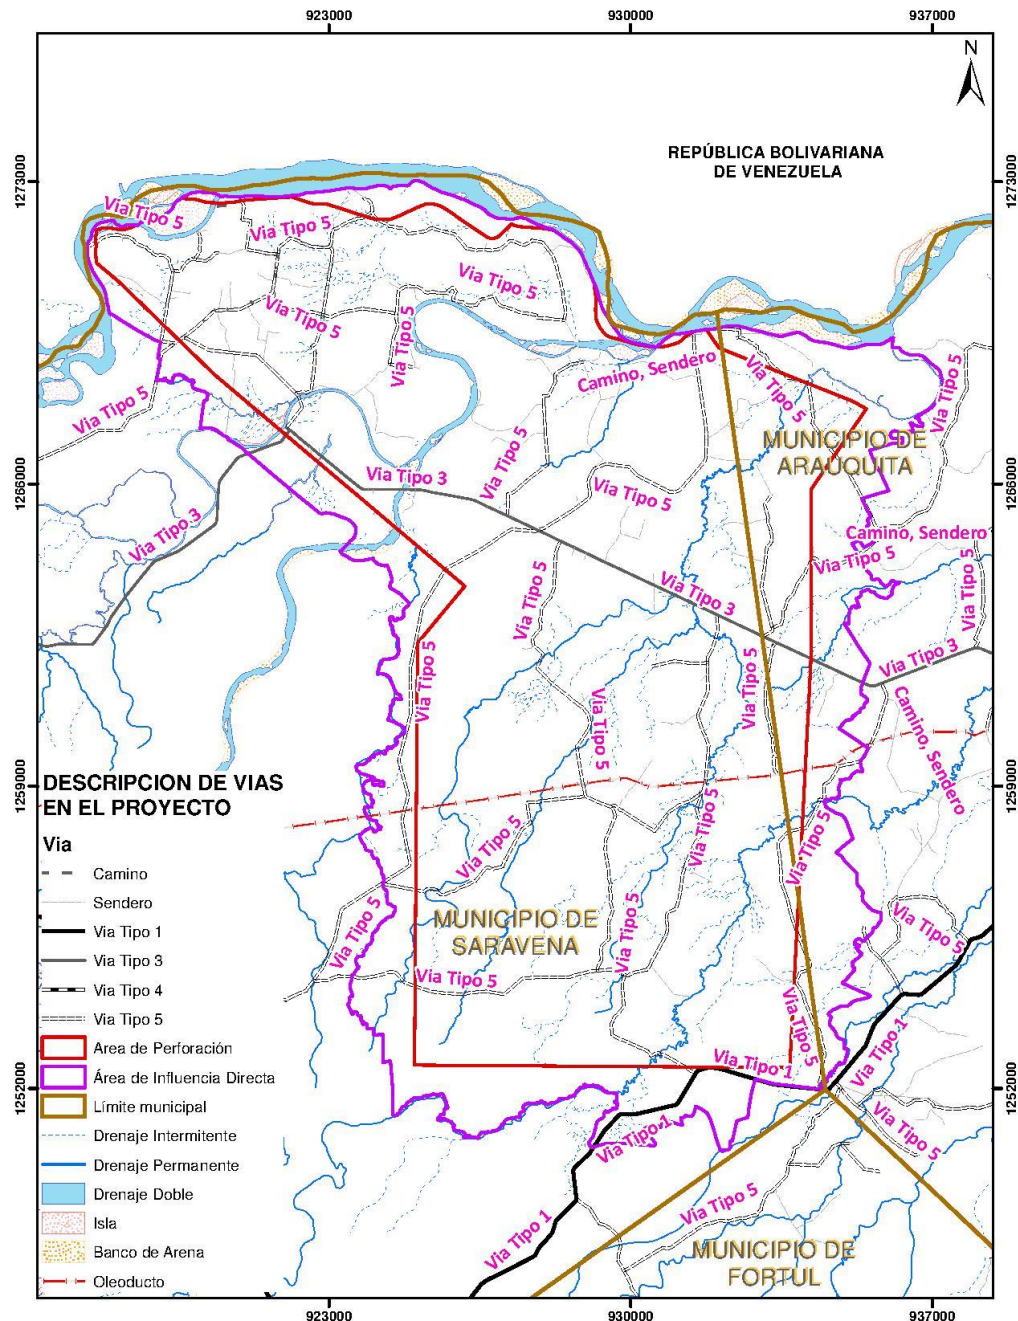 923000
930000
937000
N
REPÚBLICA BOLIVARIANA
DE VENEZUELA
1273000
1273000
Via Tipo 5
Via Tipo 5
Via Tipo 5
Via Tipo 5
Via Tipo 5
Camino, Sendero
Via Tipo 5
Via Tipo 5
Via Tipo 5
MUNICIPIO DE
ARAUQUITA
Via Tipo 5
Via Tipo 3
Via Tipo 5
1266000
1266000
Via Tipo 3
Camino, Sendero
Via Tipo 5
Via Tipo 5
Via Tipo 3
Via Tipo 5
Via Tipo 3
Via Tipo 5
Via Tipo 5
Via Tipo 5
Camino, Sendero
1259000
1259000
DESCRIPCION DE VIAS
EN EL PROYECTO
Via
Camino
Sendero
Via Tipo 1
Via Tipo 3
Via Tipo 4
Via Tipo 5
Area de Perforación
Área de Influencia Directa
Límite municipal
Drenaje Intermitente
Drenaje Permanente
Drenaje Doble
Isla
Banco de Arena
Oleoducto
Via Tipo 5
Via Tipo 5
Via Tipo 5
MUNICIPIO DE
SARAVENA
Via Tipo 5
Via Tipo 5
Via Tipo 5
Via Tipo 5
Via Tipo 5
Via Tipo 1
Via Tipo 1
1252000
1252000
Via Tipo 1
Via Tipo 5
Via Tipo 5
Via Tipo 1
MUNICIPIO DE
FORTUL
923000
930000
937000